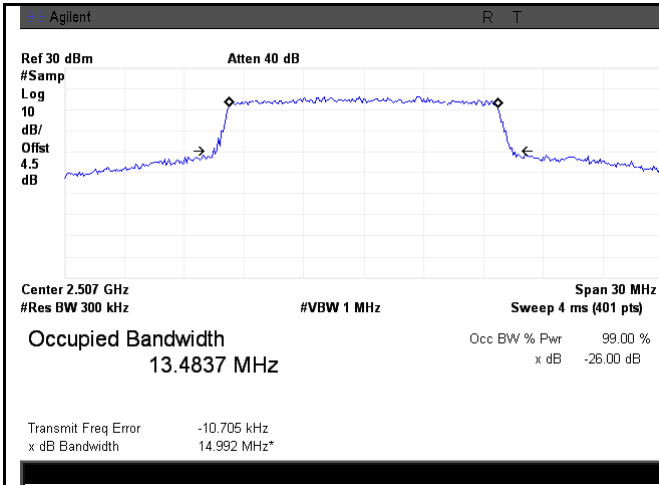 Agilent R T
Ref 30 dBm Atten 40 dB
#Samp
Log
10
dB/
Offst
4.5
dB
Center 2.507 GHz Span 30 MHz
#Res BW 300 kHz #VBW 1 MHz Sweep 4 ms (401 pts)
Occupied Bandwidth Occ BW % Pwr 99.00 %
13.4837 MHz x dB -26.00 dB
Transmit Freq Error -10.705 kHz
x dB Bandwidth 14.992 MHz*